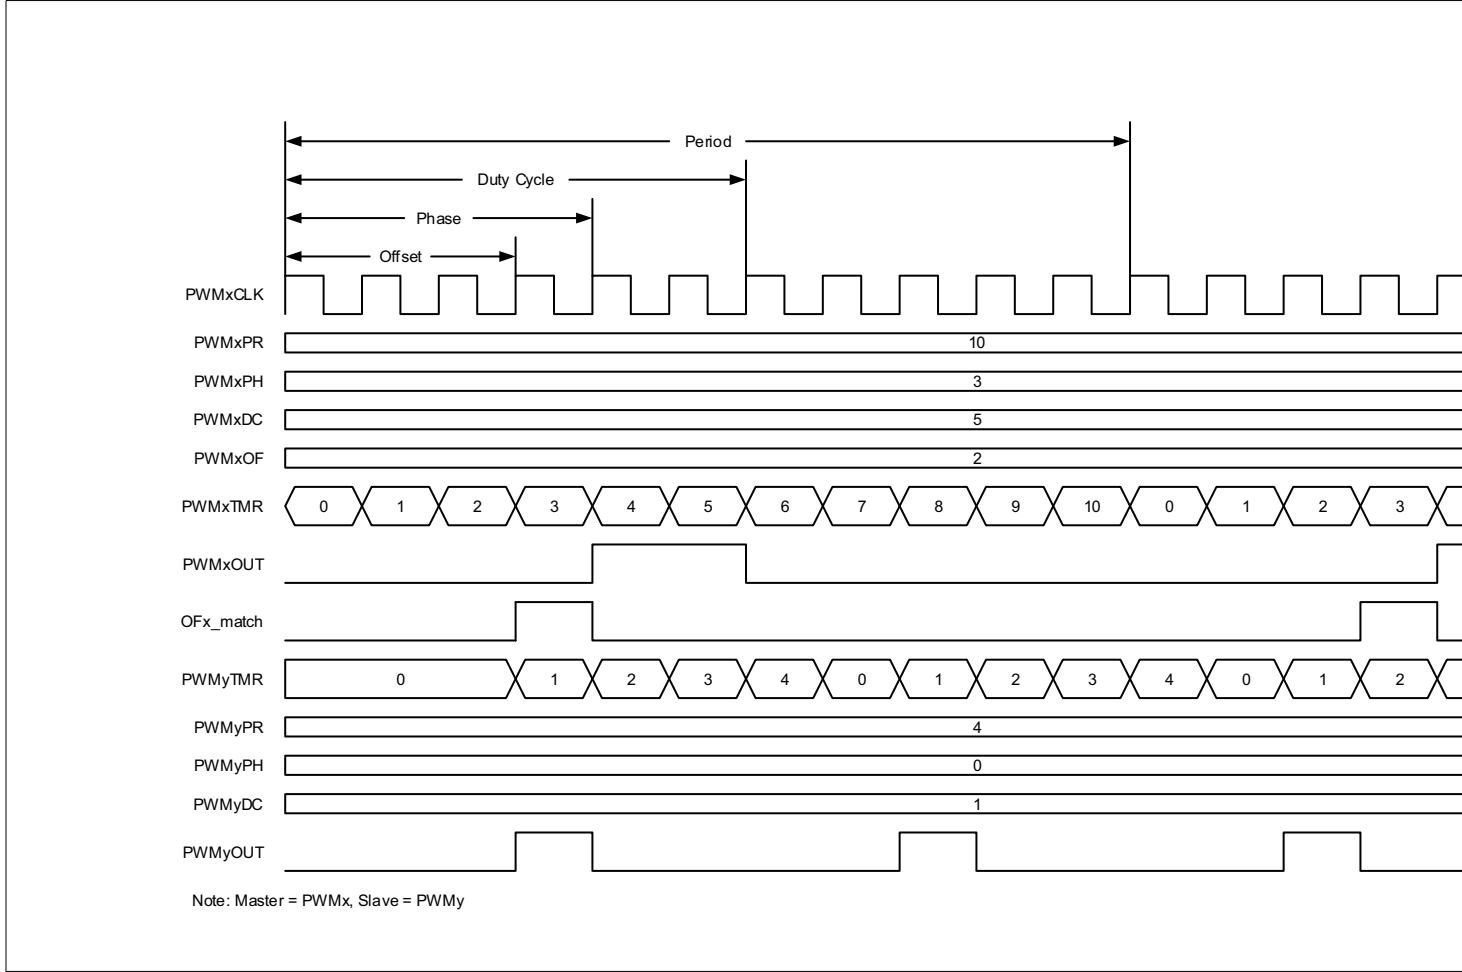 Period
Duty Cycle
Phase
Offset
PWMxCLK
PWMxPR 10
PWMxPH 3
PWMxDC 5
PWMxOF 2
PWMxTMR 0 1 2 3 4 5 6 7 8 9 10 0 1 2 3
PWMxOUT
OFx_match
PWMyTMR 0 1 2 3 4 0 1 2 3 4 0 1 2
PWMyPR 4
PWMyPH 0
PWMyDC 1
PWMyOUT
Note: Master = PWMx, Slave = PWMy